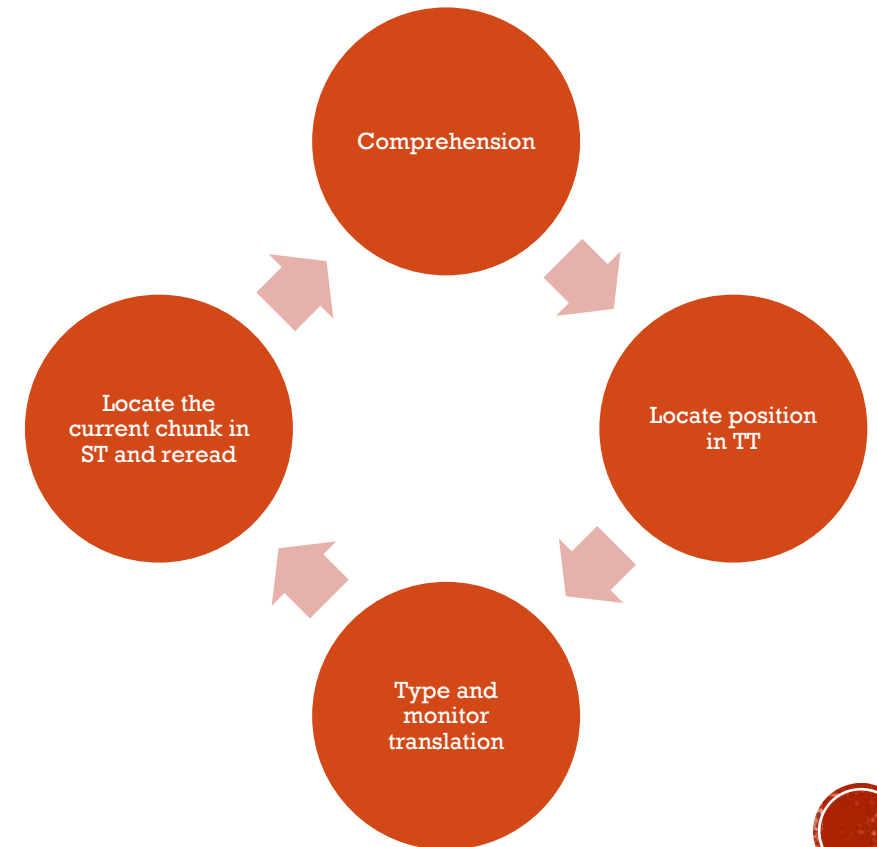 Comprehension
Locate position
in TT
Type and
monitor
translation
Locate the
current chunk in
ST and reread